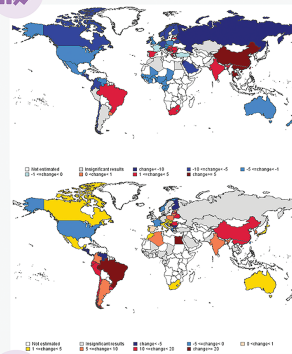 Not estimated Insignificant results change< -10 -10 <=change< -5 -5 <=change< -1
-1 <=change< 0 0 <change< 1 1 <=change< 5 change>= 5
Not estimated Insignificant results change< -5 -5 <=change< 0 0 <change< 1
1 <=change< 5 5 <=change< 10 10 <=change< 20 change>= 20